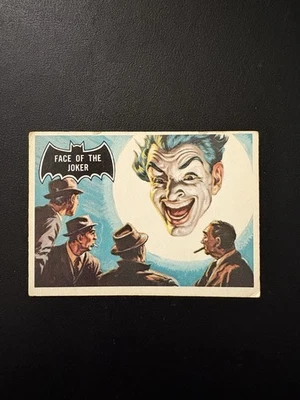 FACE OF THE
JOKER